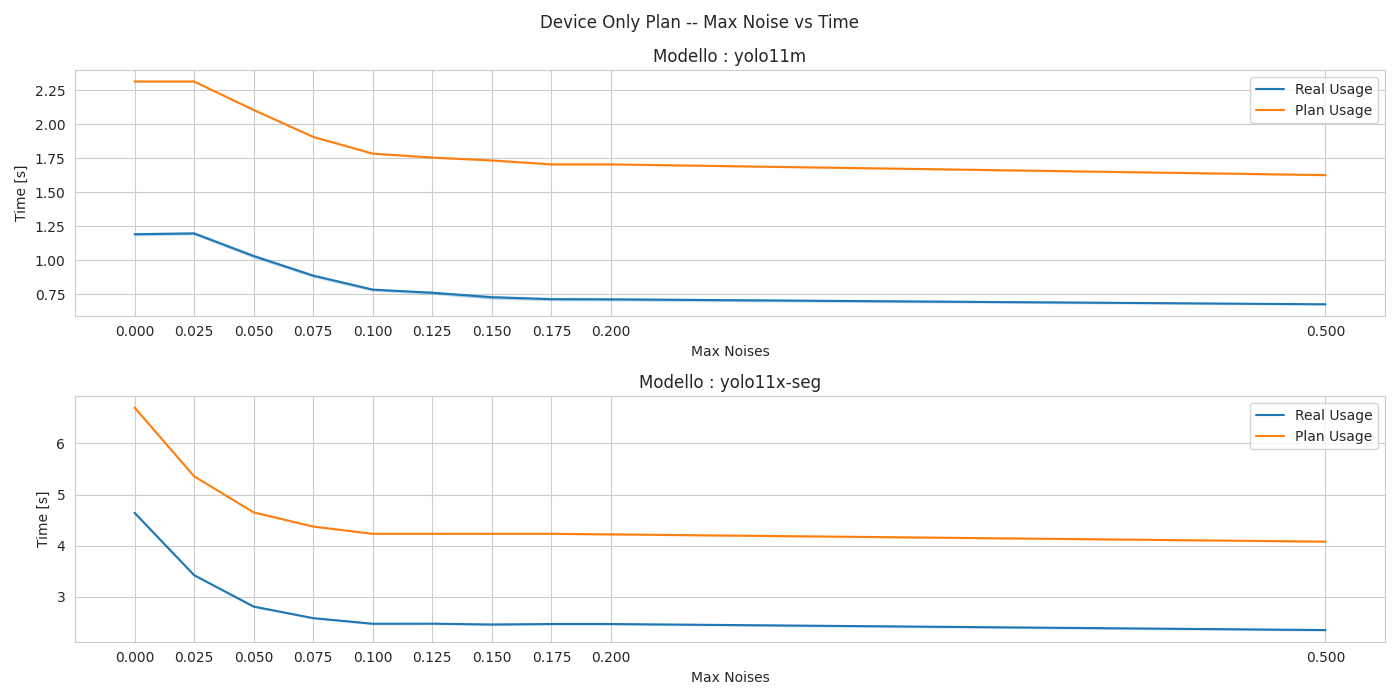 Device Only Plan -- Max Noise vs Time
Modello : yolo11m
Real Usage
Plan Usage
2.25
2.00
1.75
1.50
1.25
1.00
0.75
Time [s]
0.000 0.025 0.050 0.075 0.100 0.125 0.150 0.175 0.200 0.500
Max Noises
Modello : yolo11x-seg
Real Usage
Plan Usage
6
5
4
3
Time [s]
0.000 0.025 0.050 0.075 0.100 0.125 0.150 0.175 0.200 0.500
Max Noises